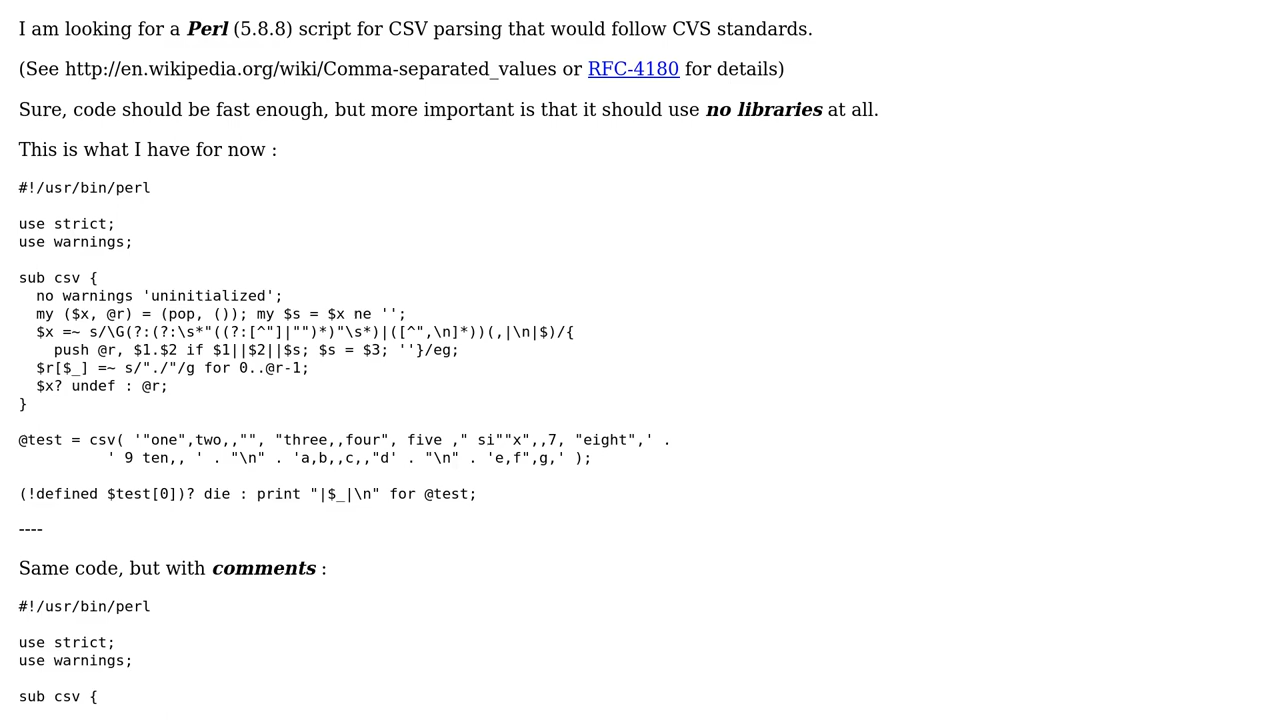 I am looking for a Perl (5.8.8) script for CSV parsing that would follow CVS standards.
(See http://en.wikipedia.org/wiki/Comma-separated_values or RFC-4180 for details)
Sure, code should be fast enough, but more important is that it should use no libraries at all.
This is what I have for now :
#!/usr/bin/perl
use strict;
use warnings;
sub csv {
  no warnings 'uninitialized';
  my ($x, @r) = (pop, ()); my $s = $x ne '';
  $x =~ s/\G(?:(?:\s*"((?:[^"]|"")*)"\s*)|([^",\n]*))(,|\n|$)/{
    push @r, $1.$2 if $1||$2||$s; $s = $3; ''}/eg;
  $r[$_] =~ s/"./"/g for 0..@r-1;
  $x? undef : @r;
}
@test = csv( '"one",two,,"", "three,,four", five ," si""x",,7, "eight",' .
          ' 9 ten,, ' . "\n" . 'a,b,,c,,"d' . "\n" . 'e,f",g,' );
(!defined $test[0])? die : print "|$_|\n" for @test;
----
Same code, but with comments :
#!/usr/bin/perl
use strict;
use warnings;
sub csv {